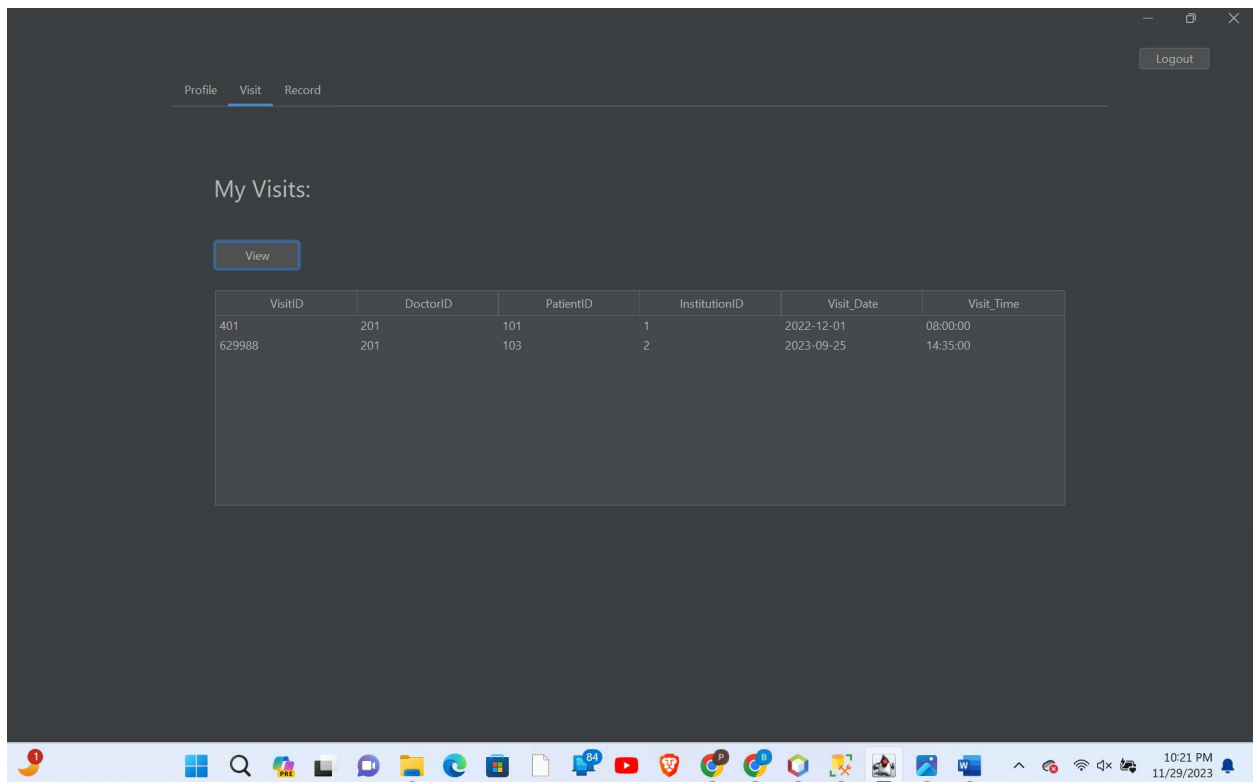 Logout
Profile Visit Record
My Visits:
View
VisitID DoctorID PatientID InstitutionID Visit_Date Visit_Time
401 201 101 1 2022-12-01 08:00:00
629988 201 103 2 2023-09-25 14:35:00
1
PRE
84
P
B
W
10:21 PM
11/29/2023